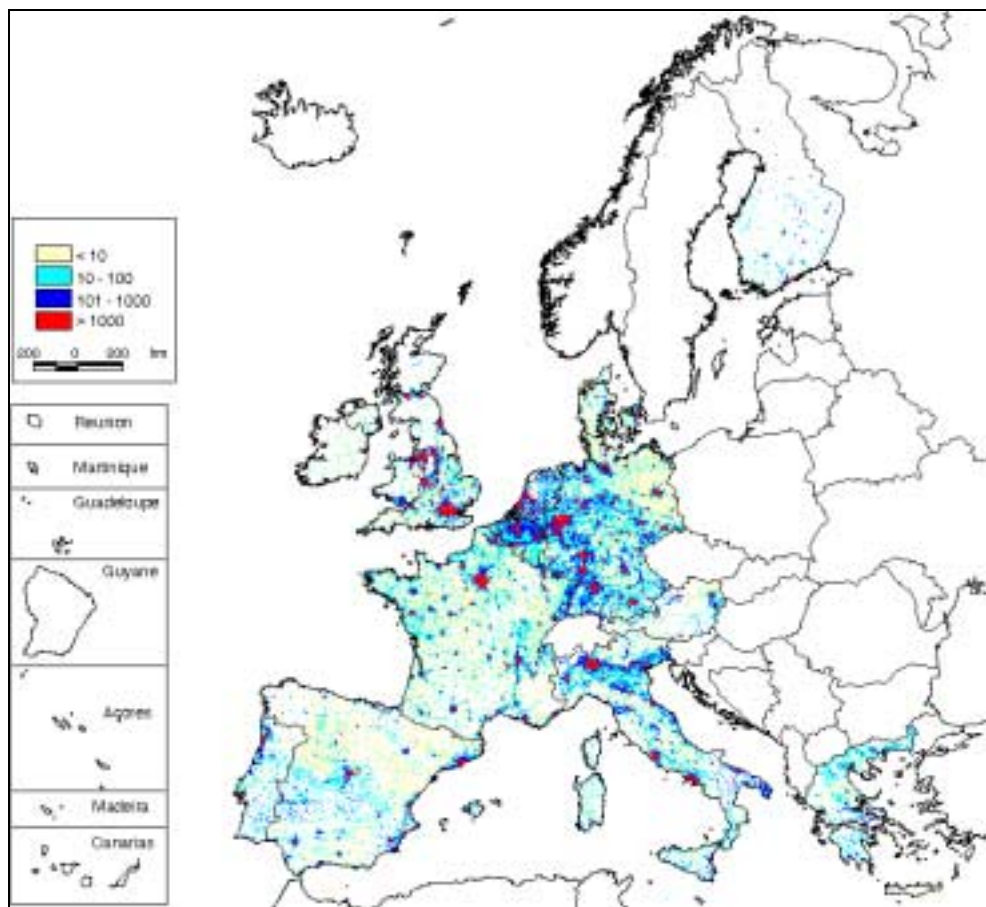 < 10
10 - 100
101 - 1000
> 1000
200 0 200 km
Reunion
Martinique
Guadeloupe
Guyane
Açores
Madeira
Canarias